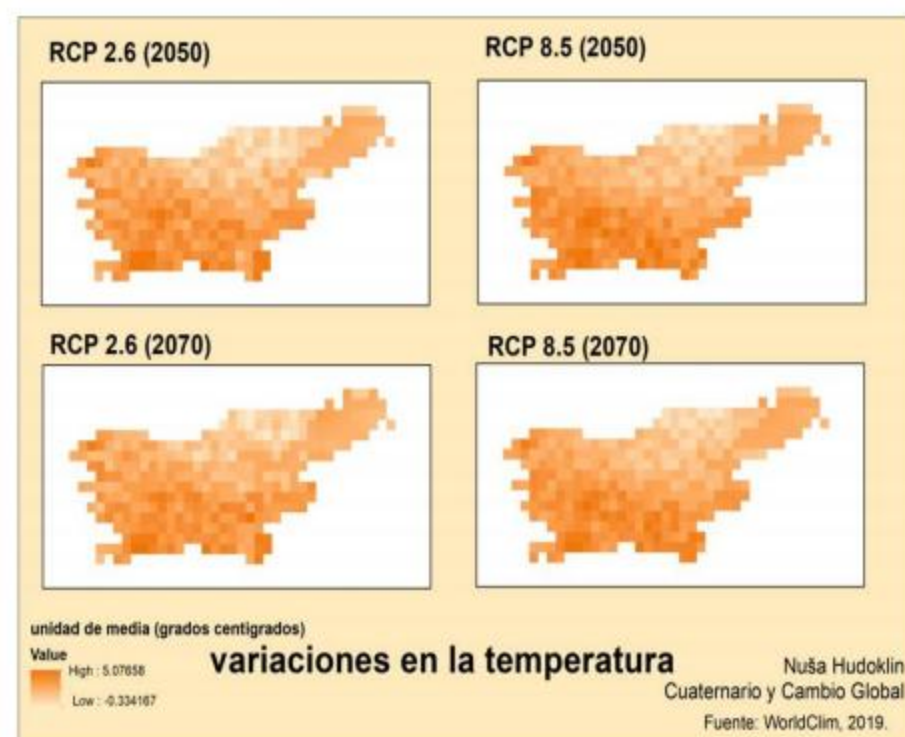 RCP 2.6 (2050)
RCP 8.5 (2050)
RCP 2.6 (2070)
RCP 8.5 (2070)
unidad de media (grados centigrados)
Value
High : 5.07658
Low : -0.334167
variaciones en la temperatura
Nuša Hudoklin
Cuaternario y Cambio Global
Fuente: WorldClim, 2019.